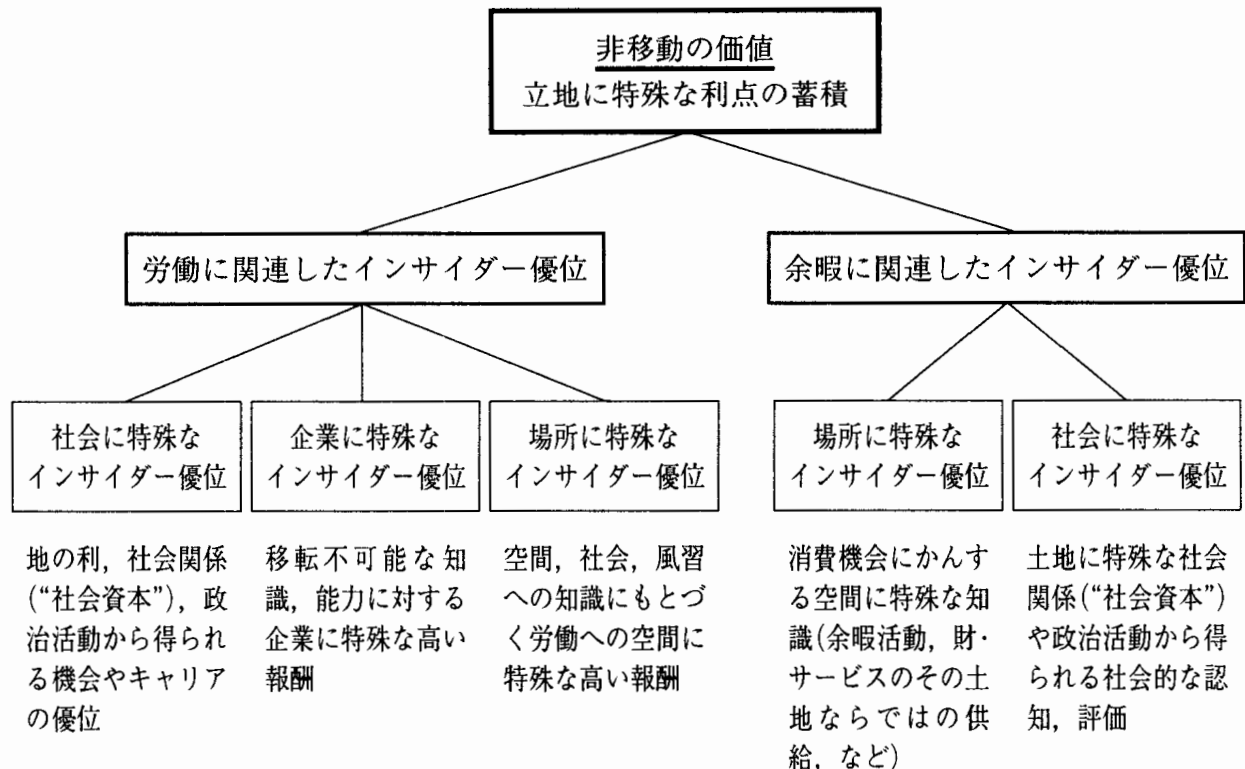 非移動の価値
立地に特殊な利点の蓄積
労働に関連したインサイダー優位
余暇に関連したインサイダー優位
社会に特殊な
インサイダー優位
企業に特殊な
インサイダー優位
場所に特殊な
インサイダー優位
場所に特殊な
インサイダー優位
社会に特殊な
インサイダー優位
地の利，社会関係
(“社会資本”)，政
治活動から得られ
る機会やキャリア
の優位
移転不可能な知
識，能力に対する
企業に特殊な高い
報酬
空間，社会，風習
への知識にもとづ
く労働への空間に
特殊な高い報酬
消費機会にかんす
る空間に特殊な知
識(余暇活動，財・
サービスのその土
地ならではの供
給，など)
土地に特殊な社会
関係(“社会資本”)
や政治活動から得
られる社会的な認
知，評価